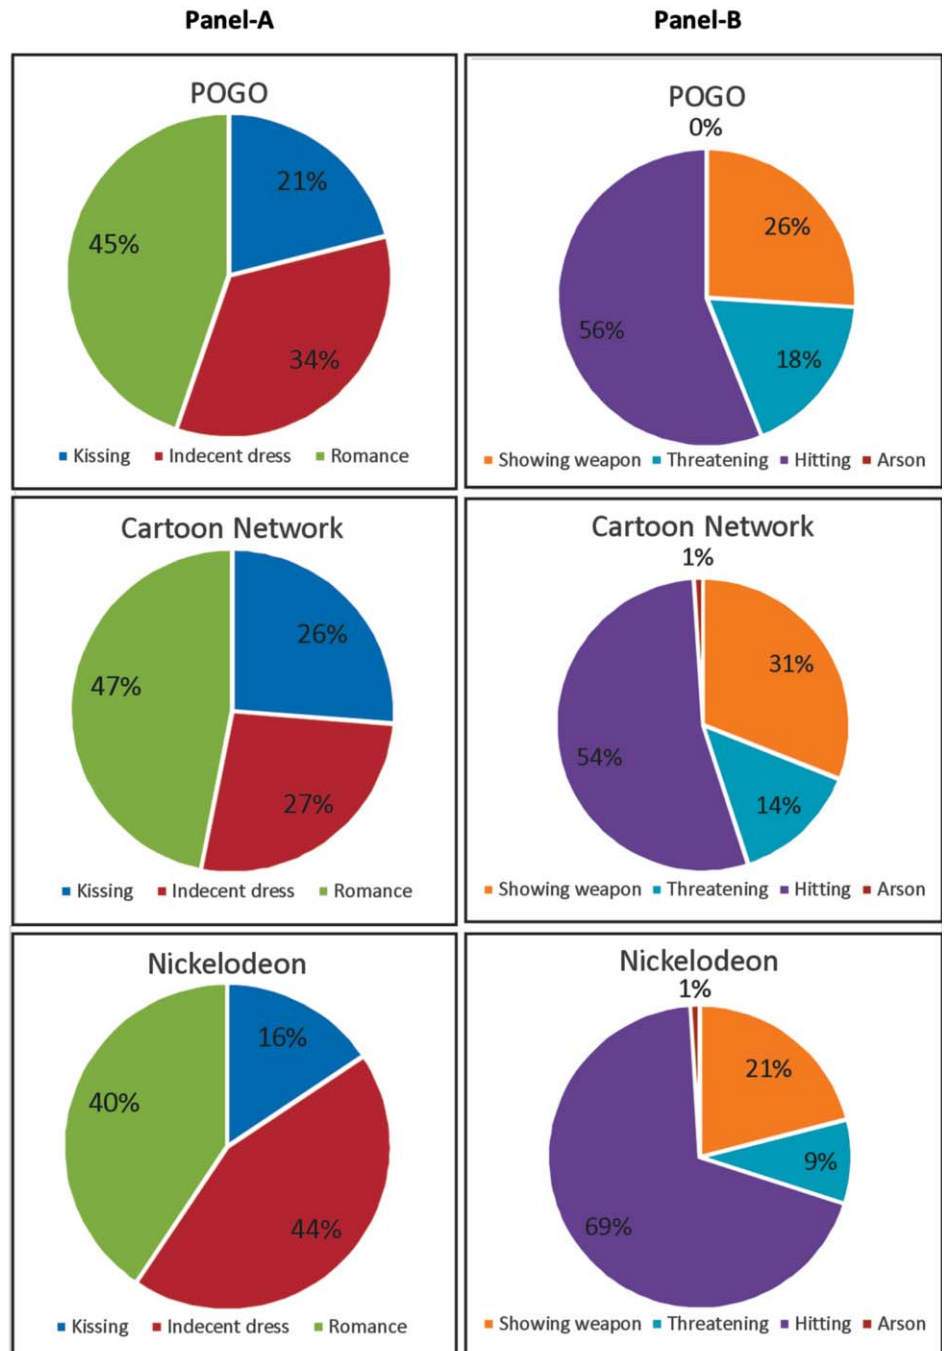 Panel-A
Panel-B
POGO
21%
45%
34%
Kissing Indecent dress Romance
POGO
0%
26%
56%
18%
Showing weapon Threatening Hitting Arson
Cartoon Network
26%
47%
27%
Kissing Indecent dress Romance
Cartoon Network
1%
31%
54%
14%
Showing weapon Threatening Hitting Arson
Nickelodeon
16%
40%
44%
Kissing Indecent dress Romance
Nickelodeon
1%
21%
9%
69%
Showing weapon Threatening Hitting Arson